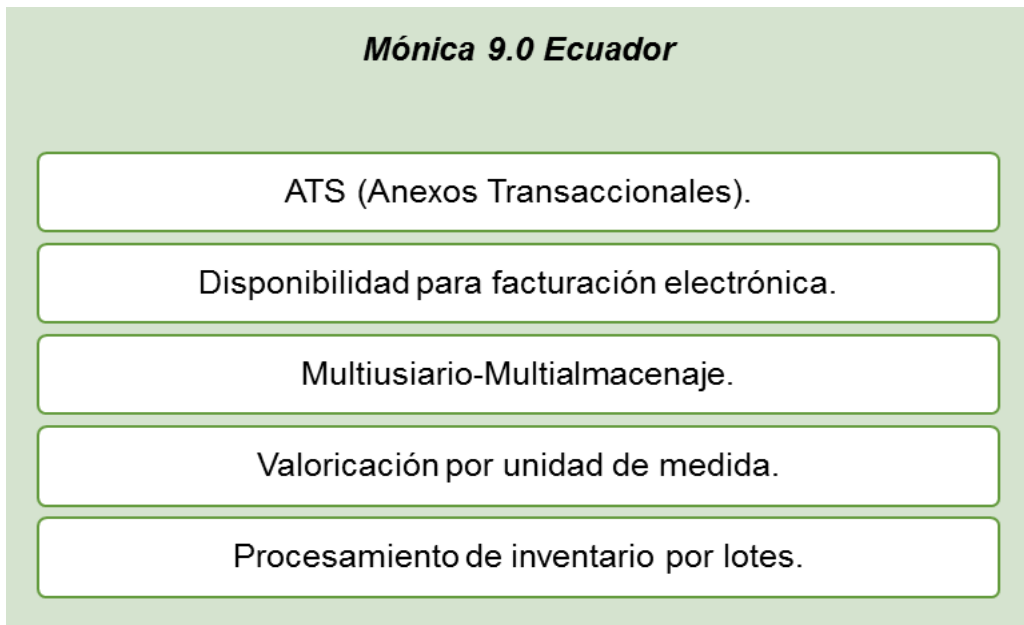 Mónica 9.0 Ecuador
ATS (Anexos Transaccionales).
Disponibilidad para facturación electrónica.
Multiusiario-Multialmacenaje.
Valoricación por unidad de medida.
Procesamiento de inventario por lotes.